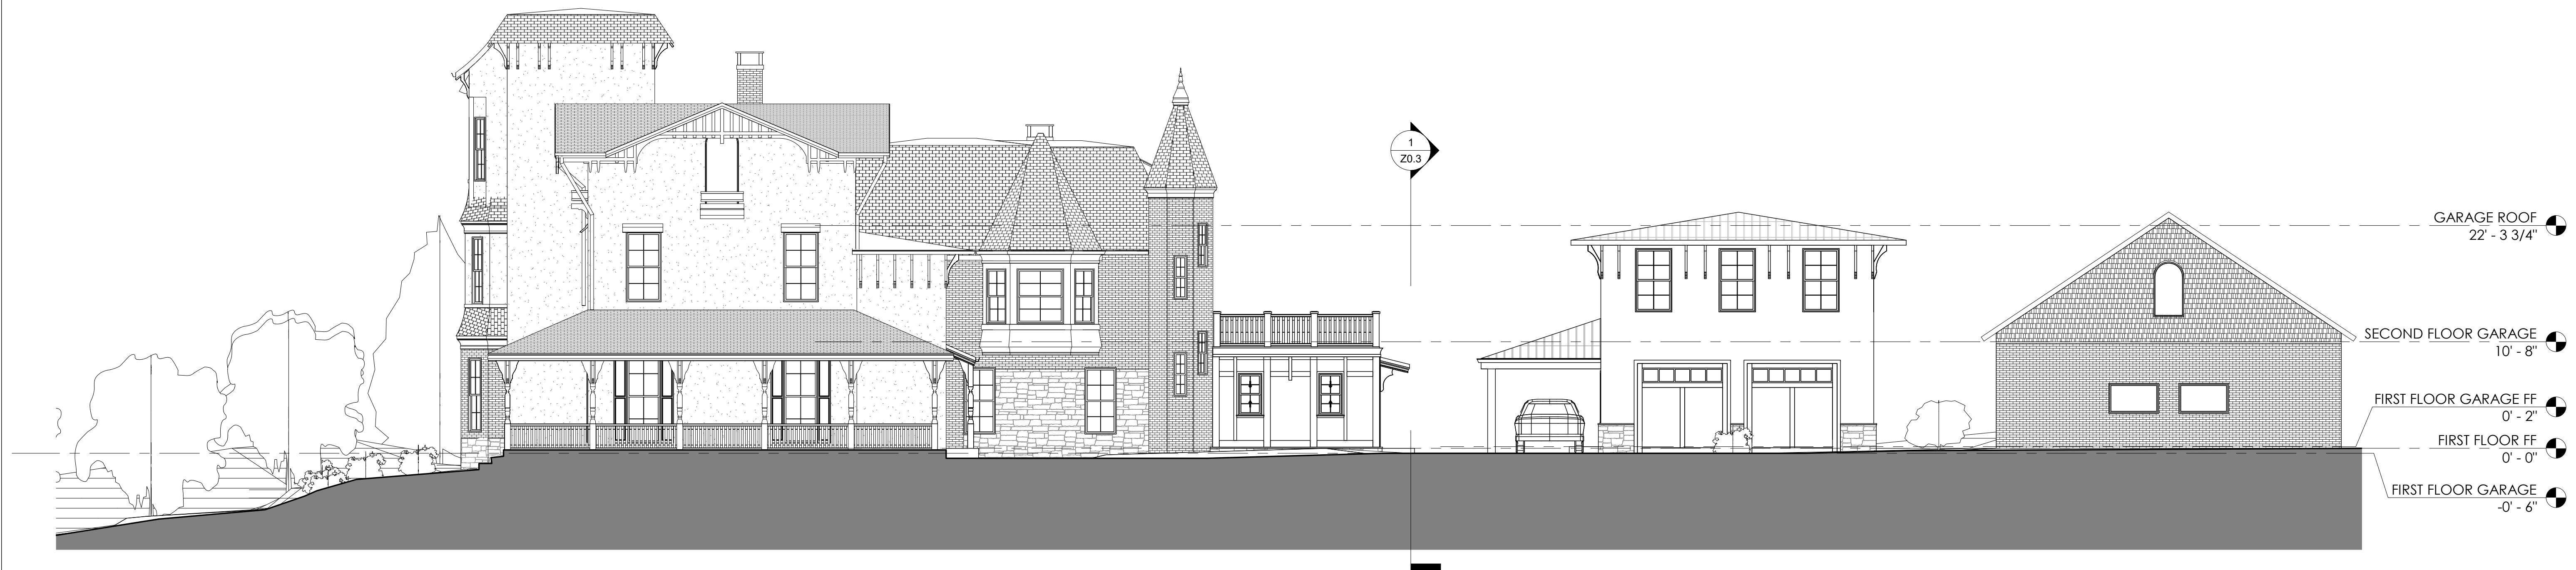 1
Z0.3
GARAGE ROOF
22' - 3 3/4"
SECOND FLOOR GARAGE
10' - 8"
FIRST FLOOR GARAGE FF
0' - 2"
FIRST FLOOR FF
0' - 0"
FIRST FLOOR GARAGE
-0' - 6"